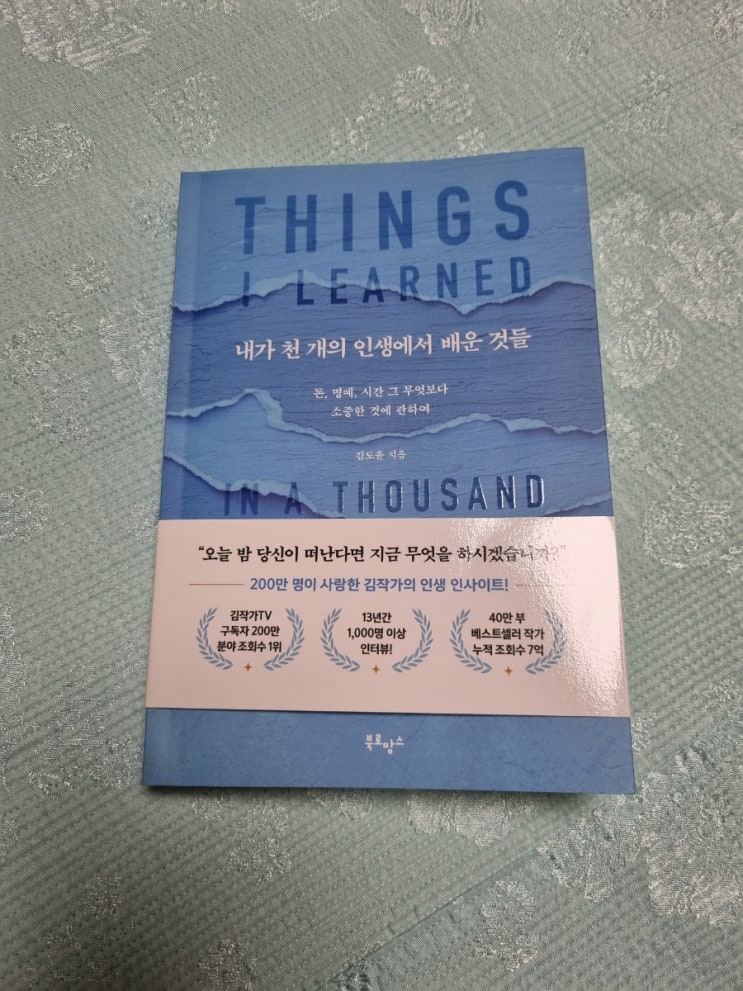 THINGS
I LEARNED
내가 천 개의 인생에서 배운 것들
돈, 명예, 시간 그 무엇보다
소중한 것에 관하여
김도윤 지음
IN A THOUSAND
“오늘 밤 당신이 떠난다면 지금 무엇을 하시겠습니까?”
200만 명이 사랑한 김작가의 인생 인사이트!
김작가TV
구독자 200만
분야 조회수 1위
13년간
1,000명 이상
인터뷰!
40만 부
베스트셀러 작가
누적 조회수 7억
북로망스